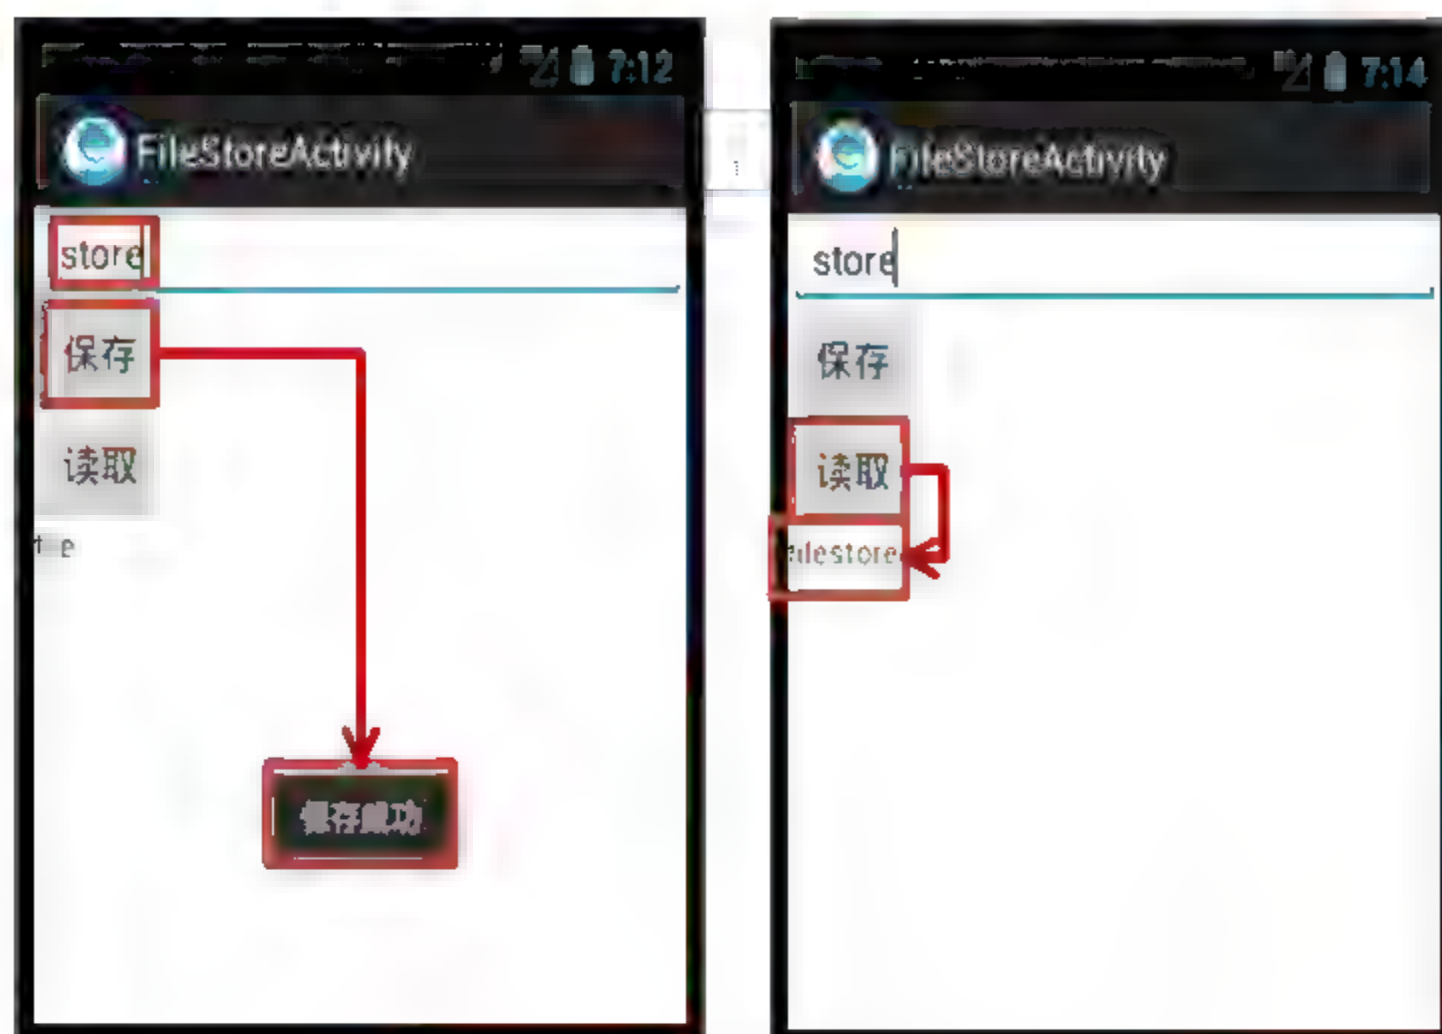 7:12
FileStoreActivity
store
保存
读取
保存成功
7:14
FileStoreActivity
store
保存
读取
filestore